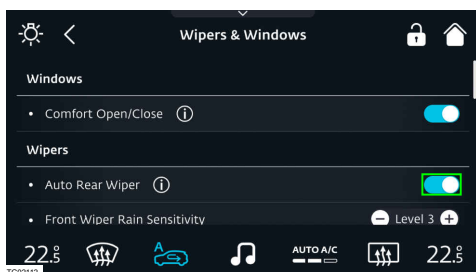 Wipers & Windows
Windows
• Comfort Open/Close
Wipers
• Auto Rear Wiper
• Front Wiper Rain Sensitivity − Level 3 +
22.5° A AUTO A/C 22.5°